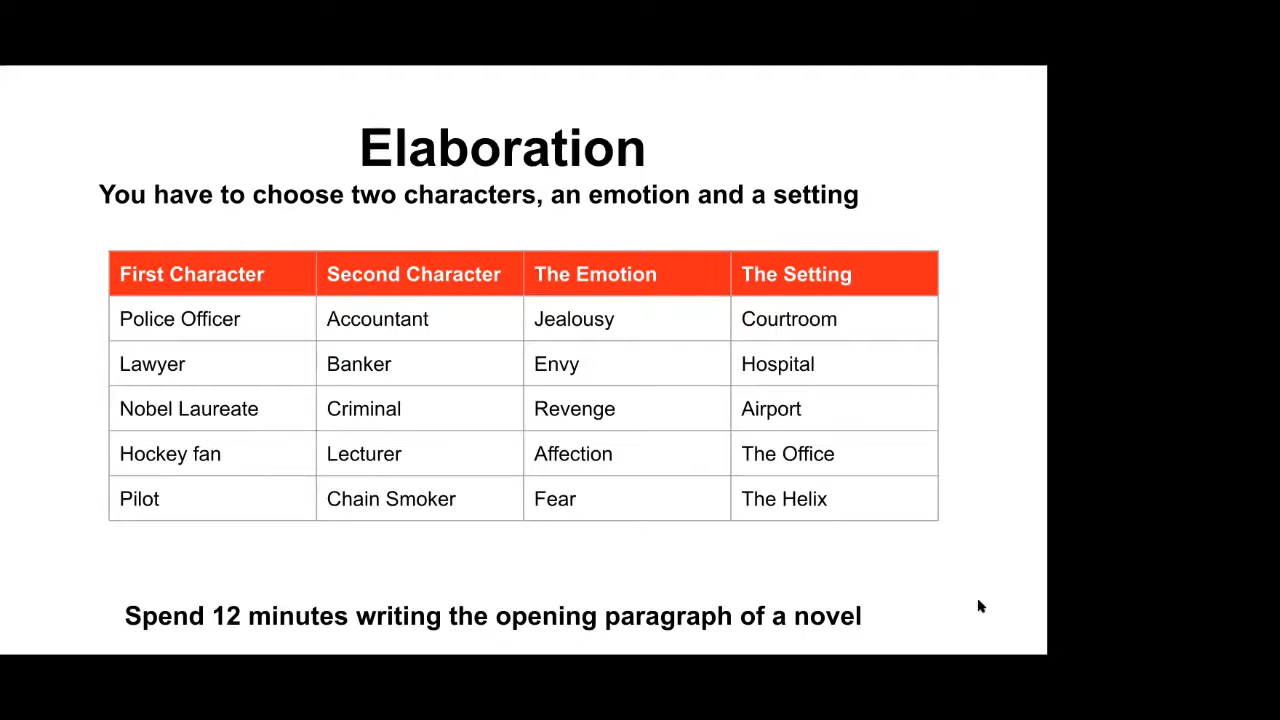 Elaboration
You have to choose two characters, an emotion and a setting
First Character Second Character The Emotion The Setting
Police Officer Accountant Jealousy Courtroom
Lawyer Banker Envy Hospital
Nobel Laureate Criminal Revenge Airport
Hockey fan Lecturer Affection The Office
Pilot Chain Smoker Fear The Helix
Spend 12 minutes writing the opening paragraph of a novel